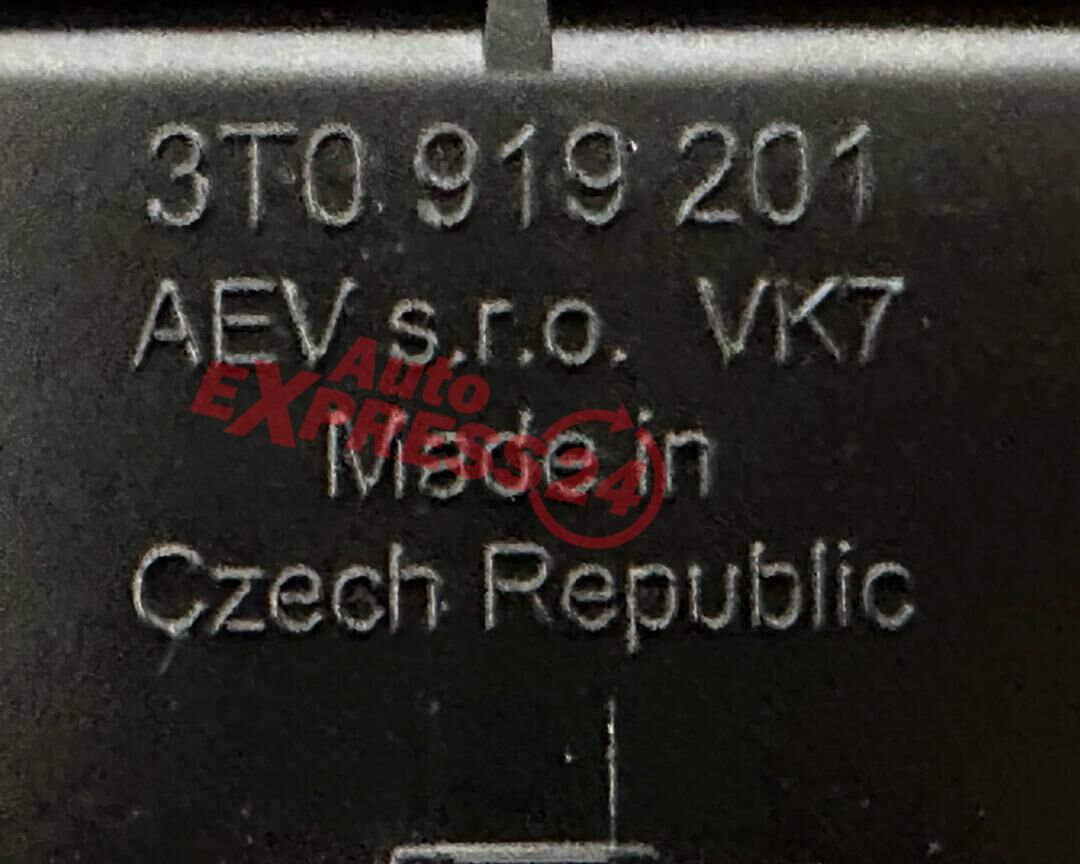 3T0 919 201
AEV s.r.o. VK7
Auto
EXPRESS24
Made in
Czech Republic